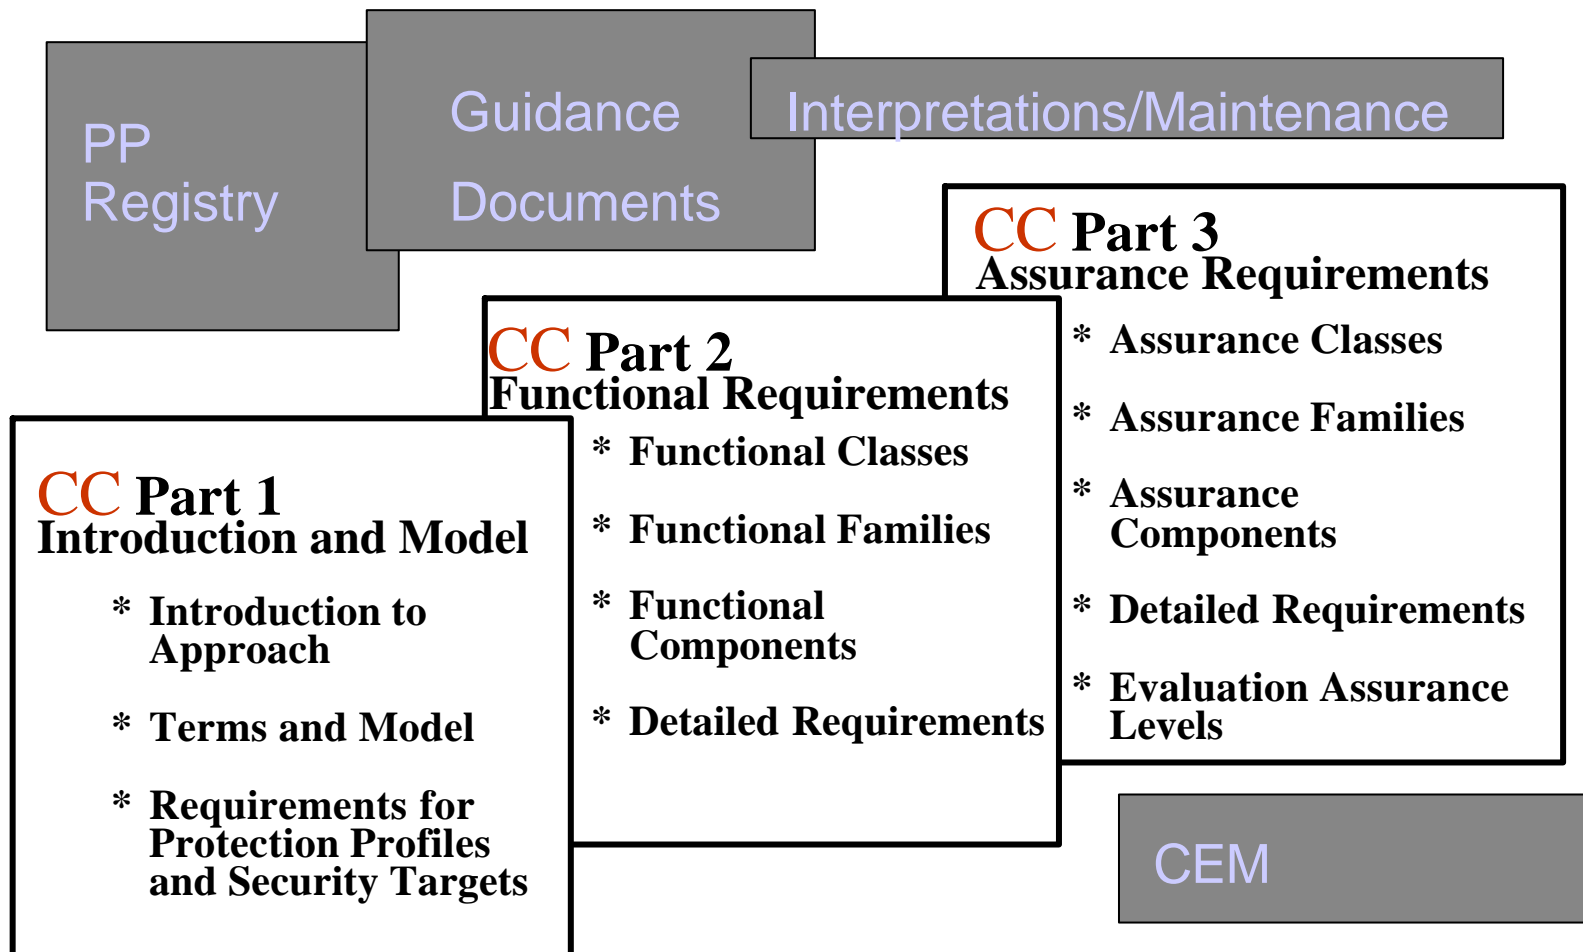 PP
Registry
Guidance
Documents
Interpretations/Maintenance
CC Part 1
Introduction and Model
* Introduction to
Approach
* Terms and Model
* Requirements for
Protection Profiles
and Security Targets
CC Part 2
Functional Requirements
* Functional Classes
* Functional Families
* Functional
Components
* Detailed Requirements
CC Part 3
Assurance Requirements
* Assurance Classes
* Assurance Families
* Assurance
Components
* Detailed Requirements
* Evaluation Assurance
Levels
CEM